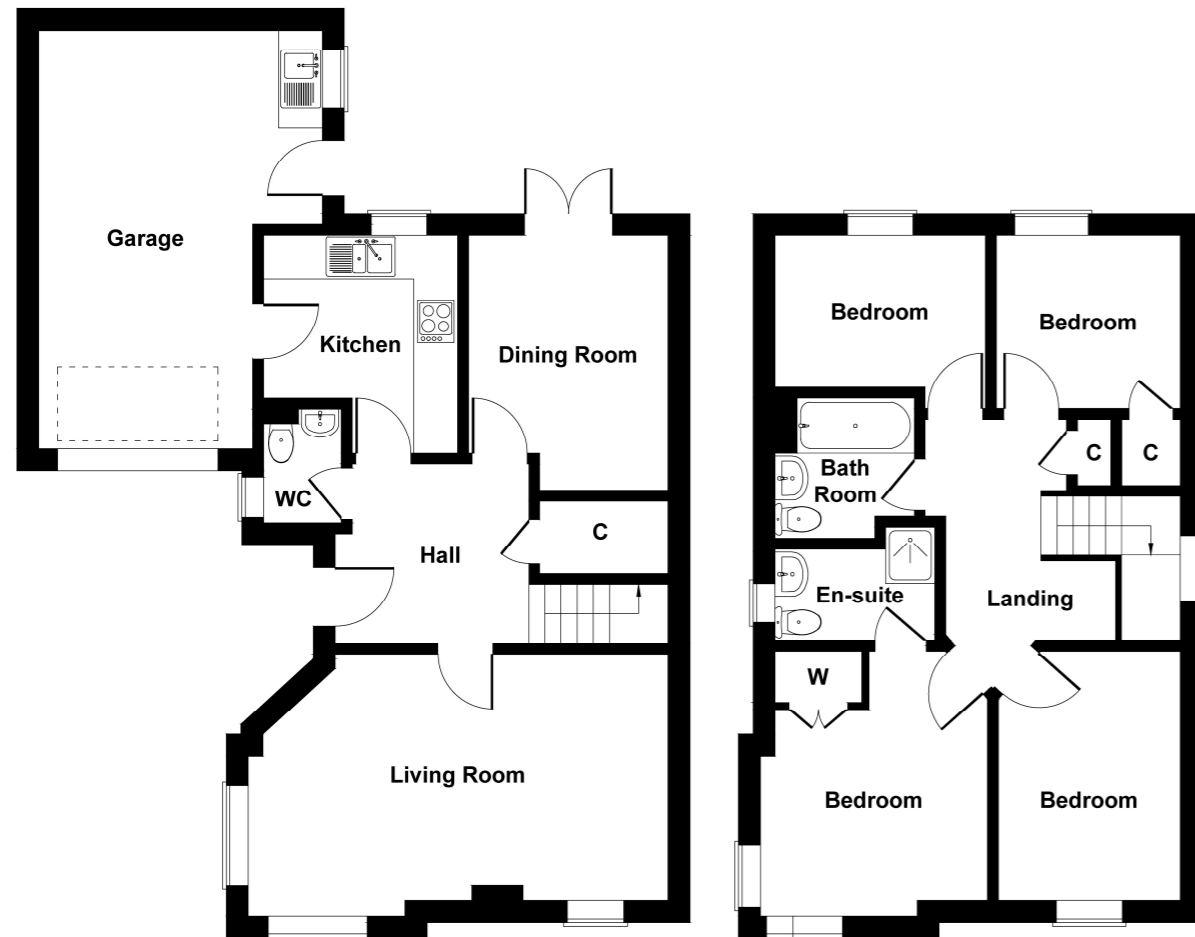 Garage
Kitchen
Dining Room
WC
Hall
C
Living Room
Bedroom
Bedroom
Bath
Room
C
C
En-suite
Landing
W
Bedroom
Bedroom